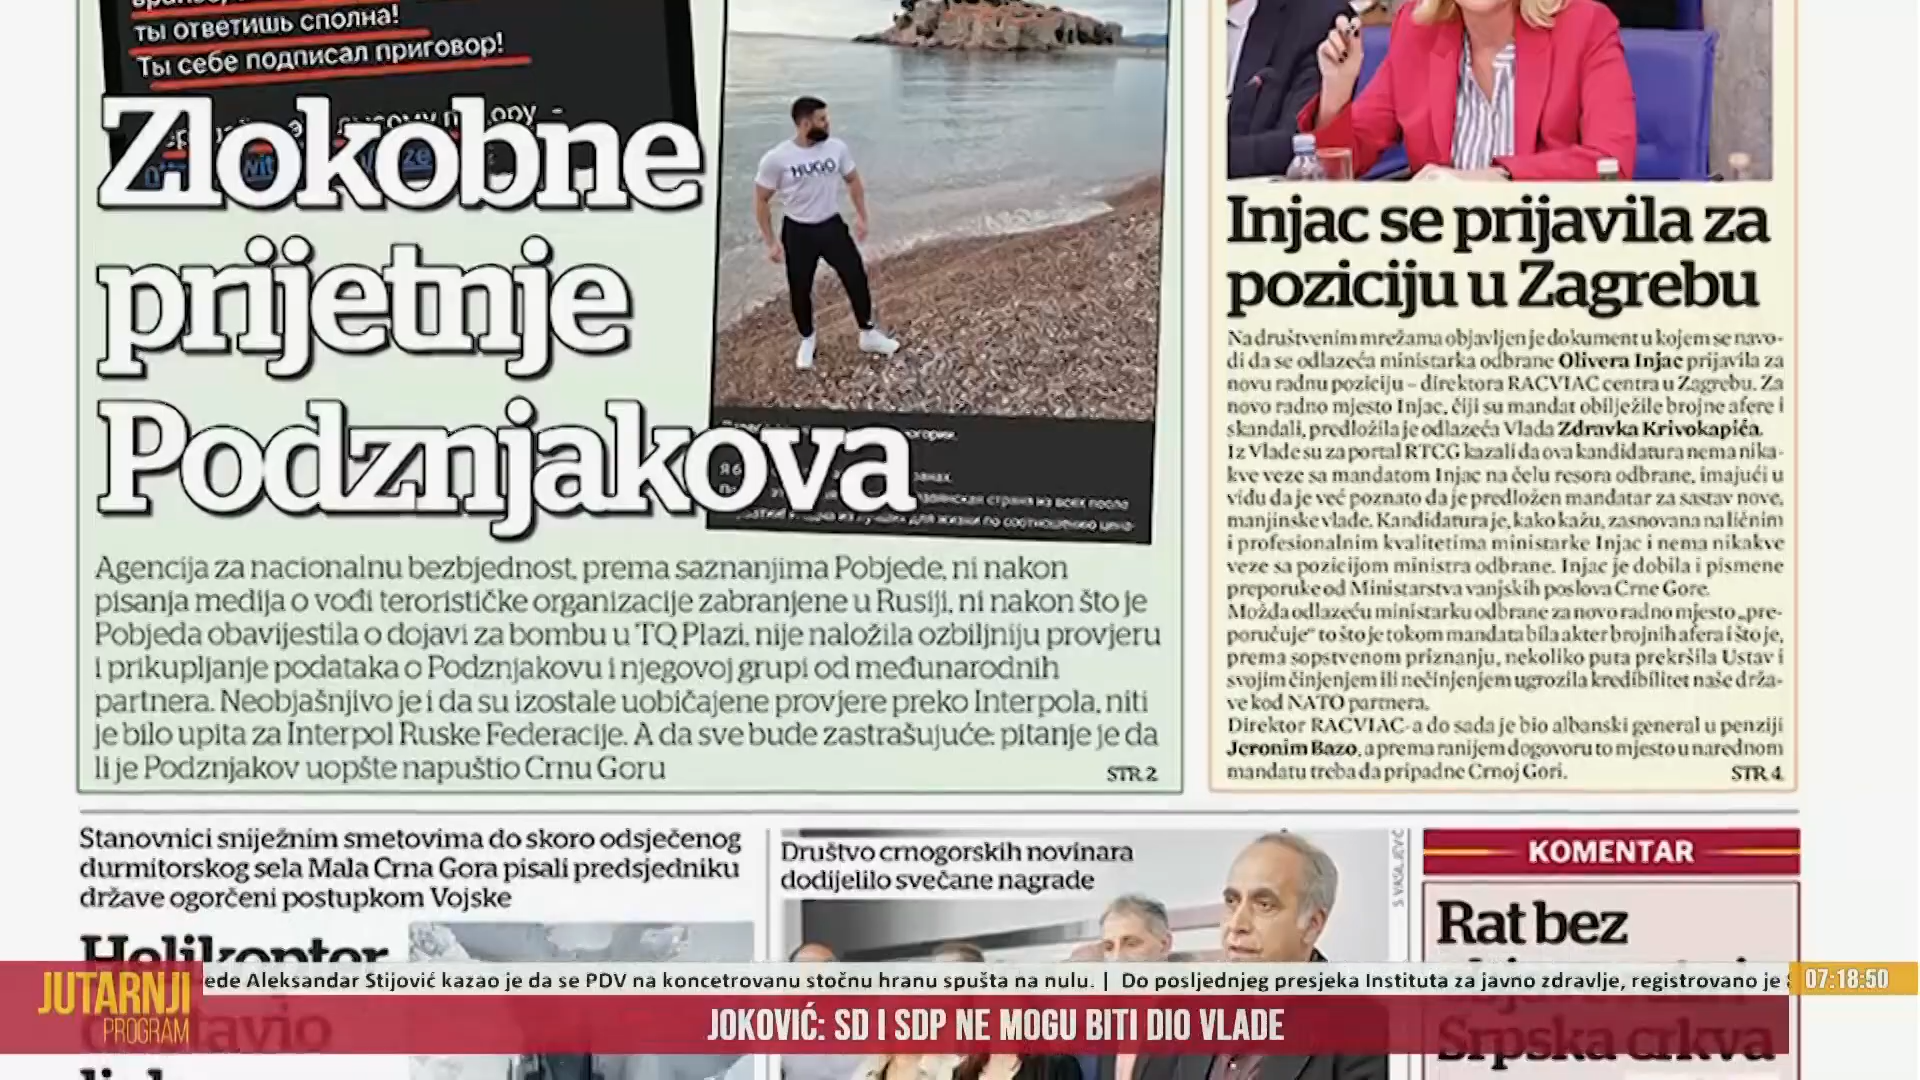 ты ответишь сполна!
Ты себе подписал приговор!
Zlokobne
prijetnje
Podznjakova
HUGO
Agencija za nacionalnu bezbjednost, prema saznanjima Pobjede, ni nakon
pisanja medija o vođi terorističke organizacije zabranjene u Rusiji, ni nakon što je
Pobjeda obavijestila o dojavi za bombu u TQ Plazi, nije naložila ozbiljniju provjeru
i prikupljanje podataka o Podznjakovu i njegovoj grupi od međunarodnih
partnera. Neobjašnjivo je i da su izostale uobičajene provjere preko Interpola, niti
je bilo upita za Interpol Ruske Federacije. A da sve bude zastrašujuće: pitanje je da
li je Podznjakov uopšte napuštio Crnu Goru
STR 2
Injac se prijavila za
poziciju u Zagrebu
Na društvenim mrežama objavljen je dokument u kojem se navo-
di da se odlazeća ministarka odbrane Olivera Injac prijavila za
novu radnu poziciju – direktora RACVIAC centra u Zagrebu. Za
novo radno mjesto Injac, čiji su mandat obilježile brojne afere i
skandali, predložila je odlazeća Vlada Zdravka Krivokapića.
Iz Vlade su za portal RTCG kazali da ova kandidatura nema nika-
kve veze sa mandatom Injac na čelu resora odbrane, imajući u
vidu da je već poznato da je predložen mandatar za sastav nove,
manjinske vlade. Kandidatura je, kako kažu, zasnovana na ličnim
i profesionalnim kvalitetima ministarke Injac i nema nikakve
veze sa pozicijom ministra odbrane. Injac je dobila i pismene
preporuke od Ministarstva vanjskih poslova Crne Gore.
Možda odlazeću ministarku odbrane za novo radno mjesto „pre-
poručuje“ to što je tokom mandata bila akter brojnih afera i što je,
prema sopstvenom priznanju, nekoliko puta prekršila Ustav i
svojim činjenjem ili nečinjenjem ugrozila kredibilitet naše drža-
ve kod NATO partnera.
Direktor RACVIAC-a do sada je bio albanski general u penziji
Jeronim Bazo, a prema ranijem dogovoru to mjesto u narednom
mandatu treba da pripadne Crnoj Gori.
STR 4
Stanovnici sniježnim smetovima do skoro odsječenog
durmitorskog sela Mala Crna Gora pisali predsjedniku
države ogorčeni postupkom Vojske
Helikopter
Društvo crnogorskih novinara
dodijelilo svečane nagrade
S. VASILJEVIĆ
KOMENTAR
Rat bez
Srpska crkva
JUTARNJI
PROGRAM
ede Aleksandar Stijović kazao je da se PDV na koncetrovanu stočnu hranu spušta na nulu. | Do posljednjeg presjeka Instituta za javno zdravlje, registrovano je
07:18:50
JOKOVIĆ: SD I SDP NE MOGU BITI DIO VLADE